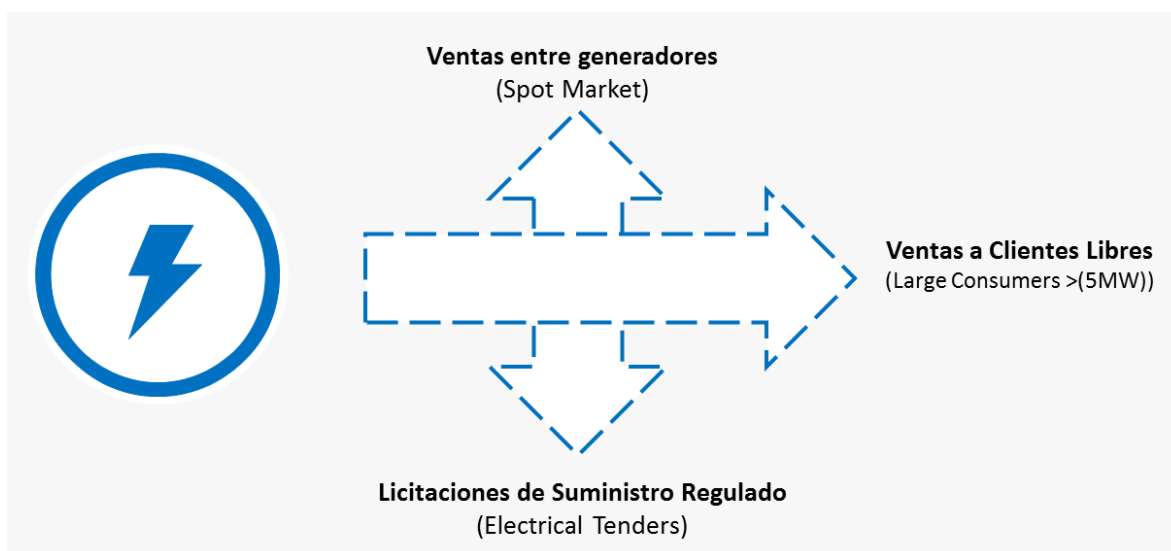 Ventas entre generadores
(Spot Market)
Ventas a Clientes Libres
(Large Consumers >(5MW))
Licitaciones de Suministro Regulado
(Electrical Tenders)